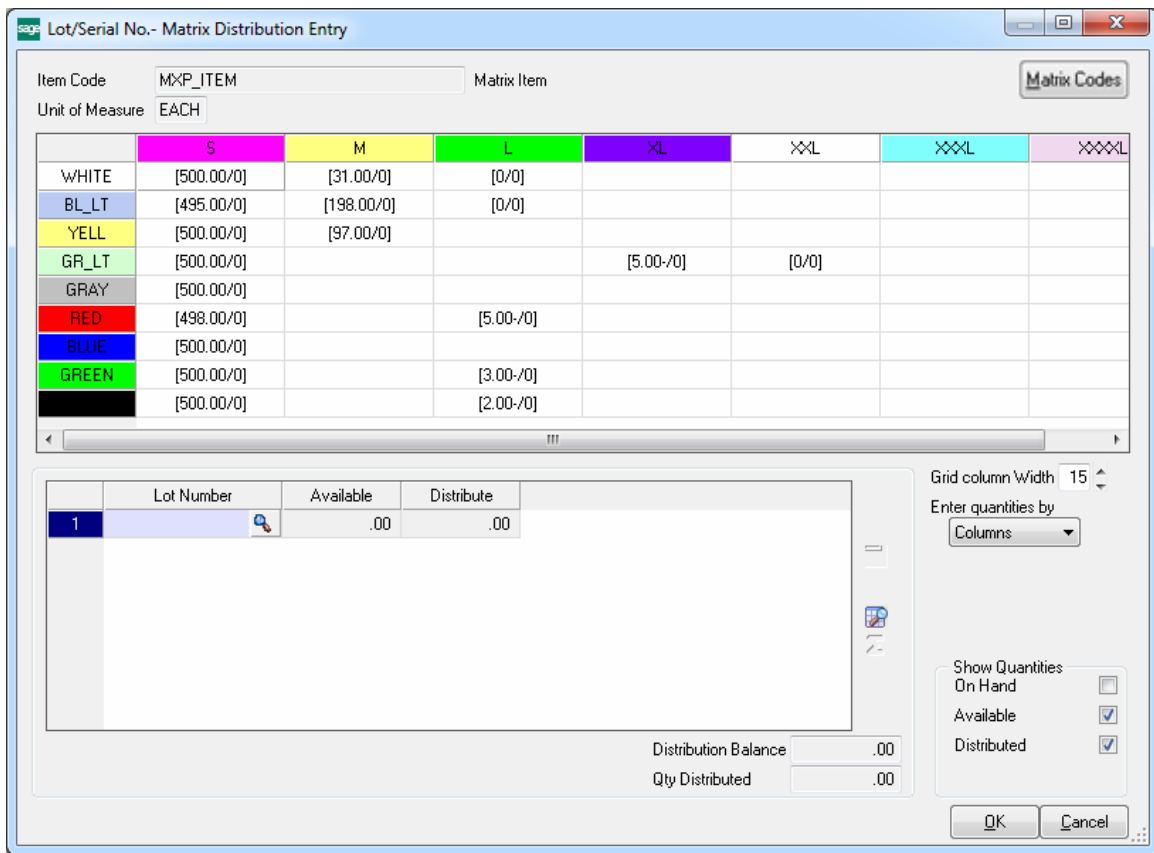 sage Lot/Serial No.- Matrix Distribution Entry
Item Code MXP_ITEM Matrix Item Matrix Codes
Unit of Measure EACH
S M L XL XXL XXXL XXXXL
WHITE [500.00/0] [31.00/0] [0/0]
BL_LT [495.00/0] [198.00/0] [0/0]
YELL [500.00/0] [97.00/0]
GR_LT [500.00/0] [5.00-/0] [0/0]
GRAY [500.00/0]
RED [498.00/0] [5.00-/0]
BLUE [500.00/0]
GREEN [500.00/0] [3.00-/0]
[500.00/0] [2.00-/0]
Grid column Width 15
Lot Number Available Distribute
Enter quantities by
1 .00 .00
Columns
Show Quantities
On Hand
Available
Distributed
Distribution Balance .00
Qty Distributed .00
OK Cancel